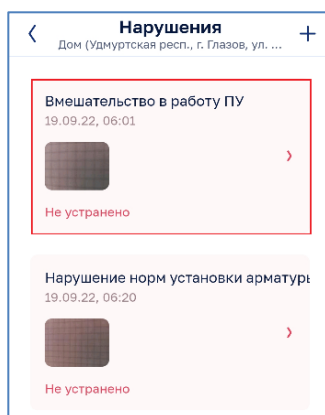 Нарушения
Дом (Удмуртская респ., г. Глазов, ул. ...
Вмешательство в работу ПУ
19.09.22, 06:01
Не устранено
Нарушение норм установки арматуры
19.09.22, 06:20
Не устранено